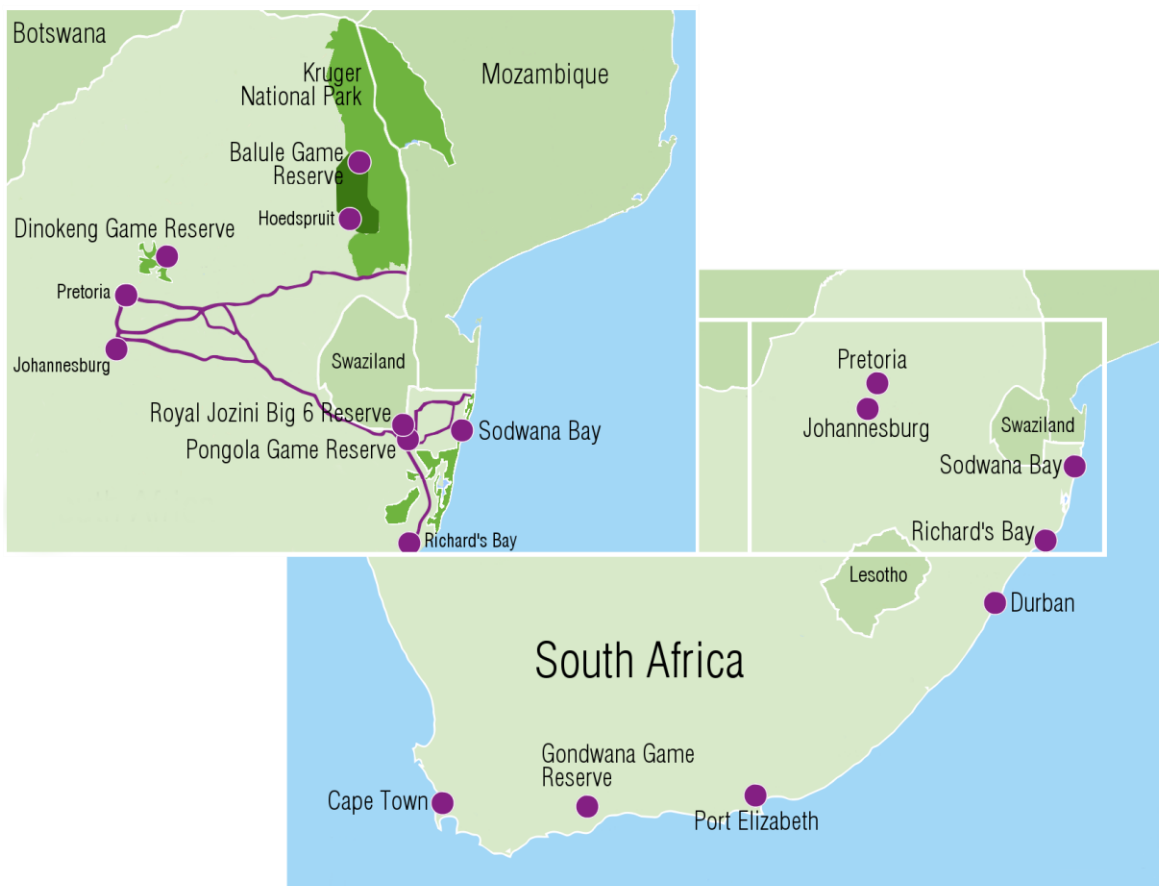 Botswana
Mozambique
Kruger
National Park
Balule Game
Reserve
Hoedspruit
Dinokeng Game Reserve
Pretoria
Johannesburg
Swaziland
Royal Jozini Big 6 Reserve
Pongola Game Reserve
Sodwana Bay
Richard's Bay
Pretoria
Johannesburg
Swaziland
Sodwana Bay
Richard's Bay
Lesotho
Durban
South Africa
Gondwana Game
Reserve
Cape Town
Port Elizabeth